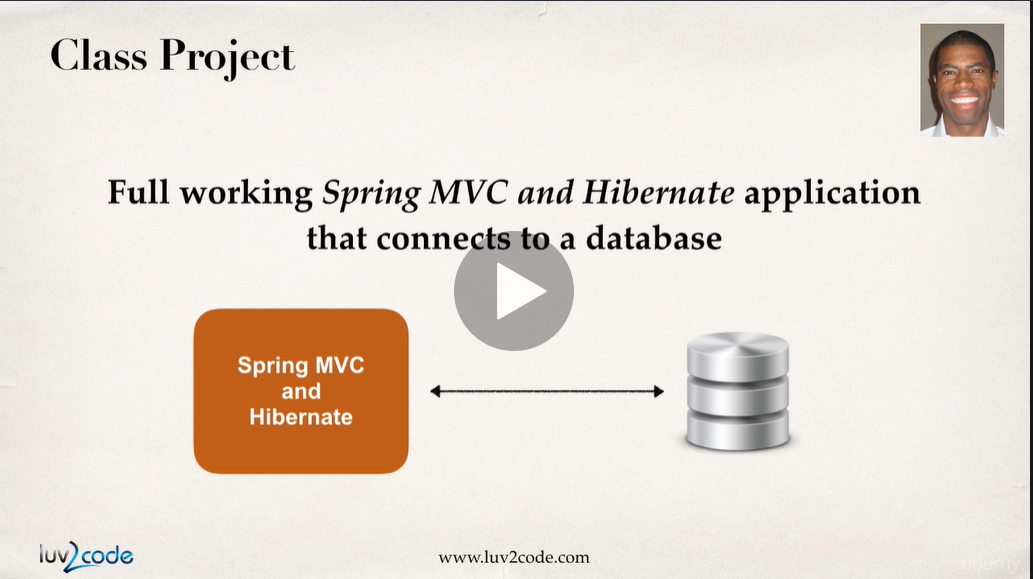 Class Project
Full working Spring MVC and Hibernate application
that connects to a database
Spring MVC
and
Hibernate
luv2code
www.luv2code.com
udemy